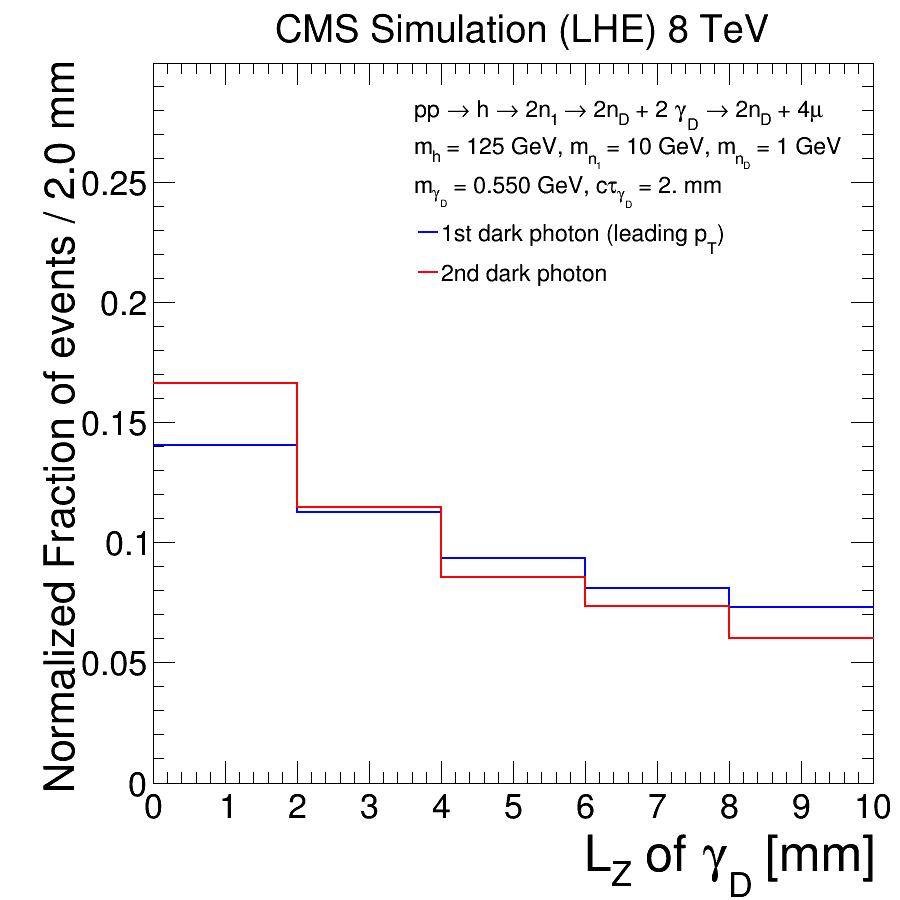 CMS Simulation (LHE) 8 TeV
Normalized Fraction of events / 2.0 mm
pp → h → 2n1 → 2nD + 2 γD → 2nD + 4μ
mh = 125 GeV, mn1 = 10 GeV, mnD = 1 GeV
mγD = 0.550 GeV, cτγD = 2. mm
1st dark photon (leading pT)
2nd dark photon
0.25
0.2
0.15
0.1
0.05
0
0 1 2 3 4 5 6 7 8 9 10
LZ of γD [mm]